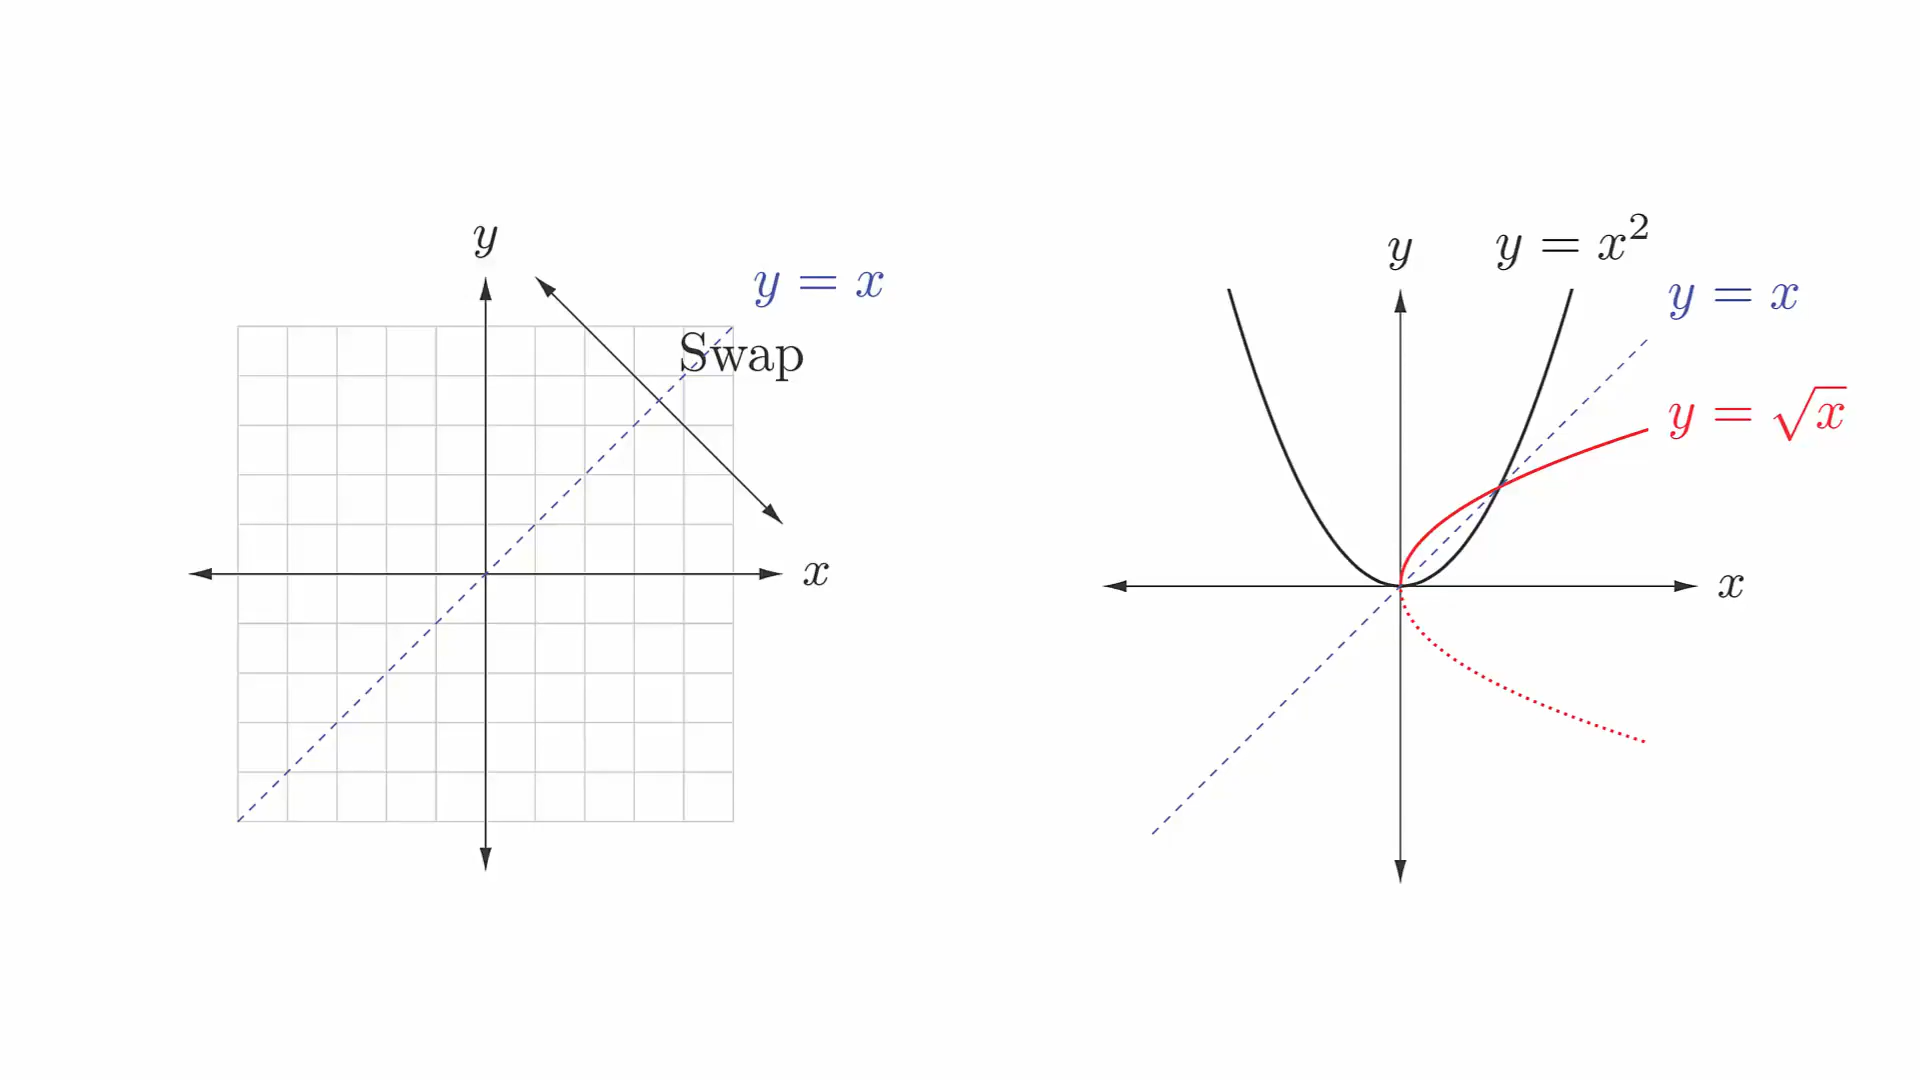 y
y = x
Swap
x
y
y = x²
y = x
y = √x
x